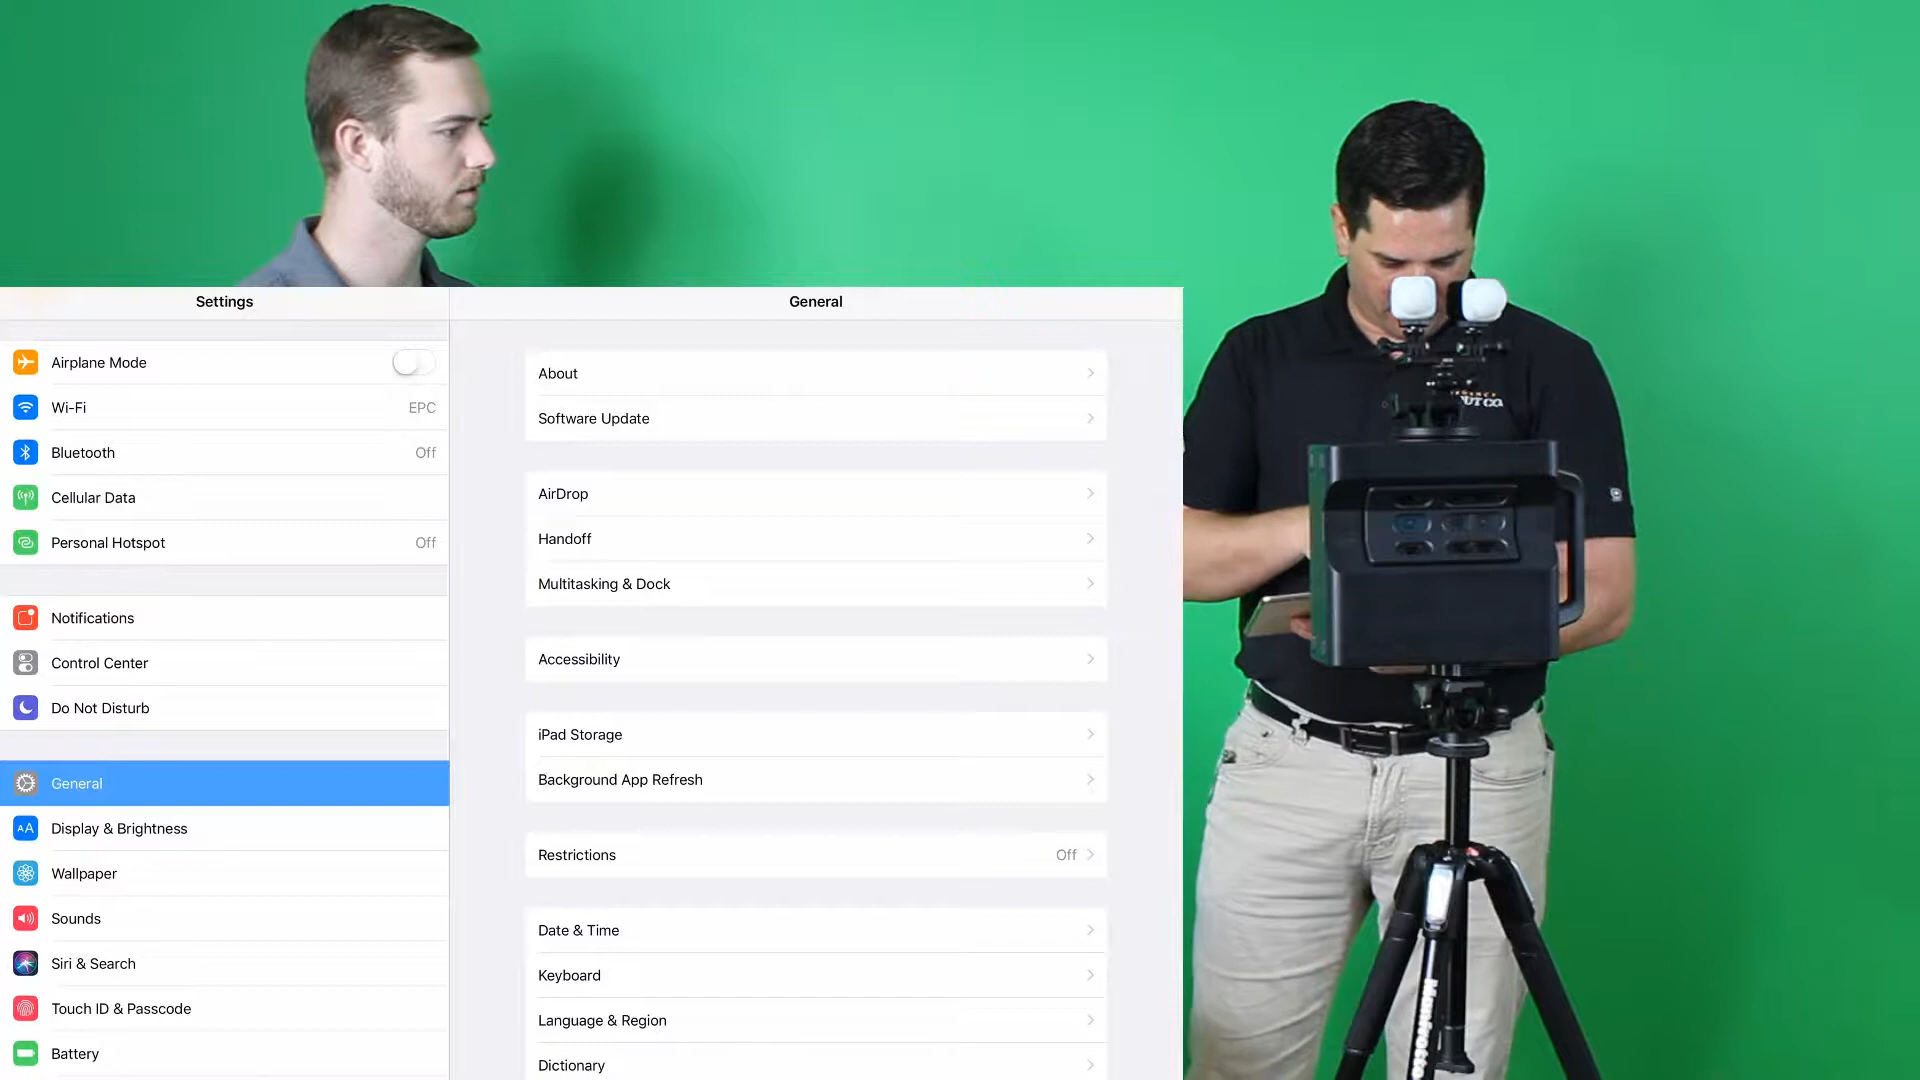 Settings
Airplane Mode
Wi-Fi EPC
Bluetooth Off
Cellular Data
Personal Hotspot Off
Notifications
Control Center
Do Not Disturb
General
AA Display & Brightness
Wallpaper
Sounds
Siri & Search
Touch ID & Passcode
Battery
General
About
Software Update
AirDrop
Handoff
Multitasking & Dock
Accessibility
iPad Storage
Background App Refresh
Restrictions Off
Date & Time
Keyboard
Language & Region
Dictionary
Manfrotto